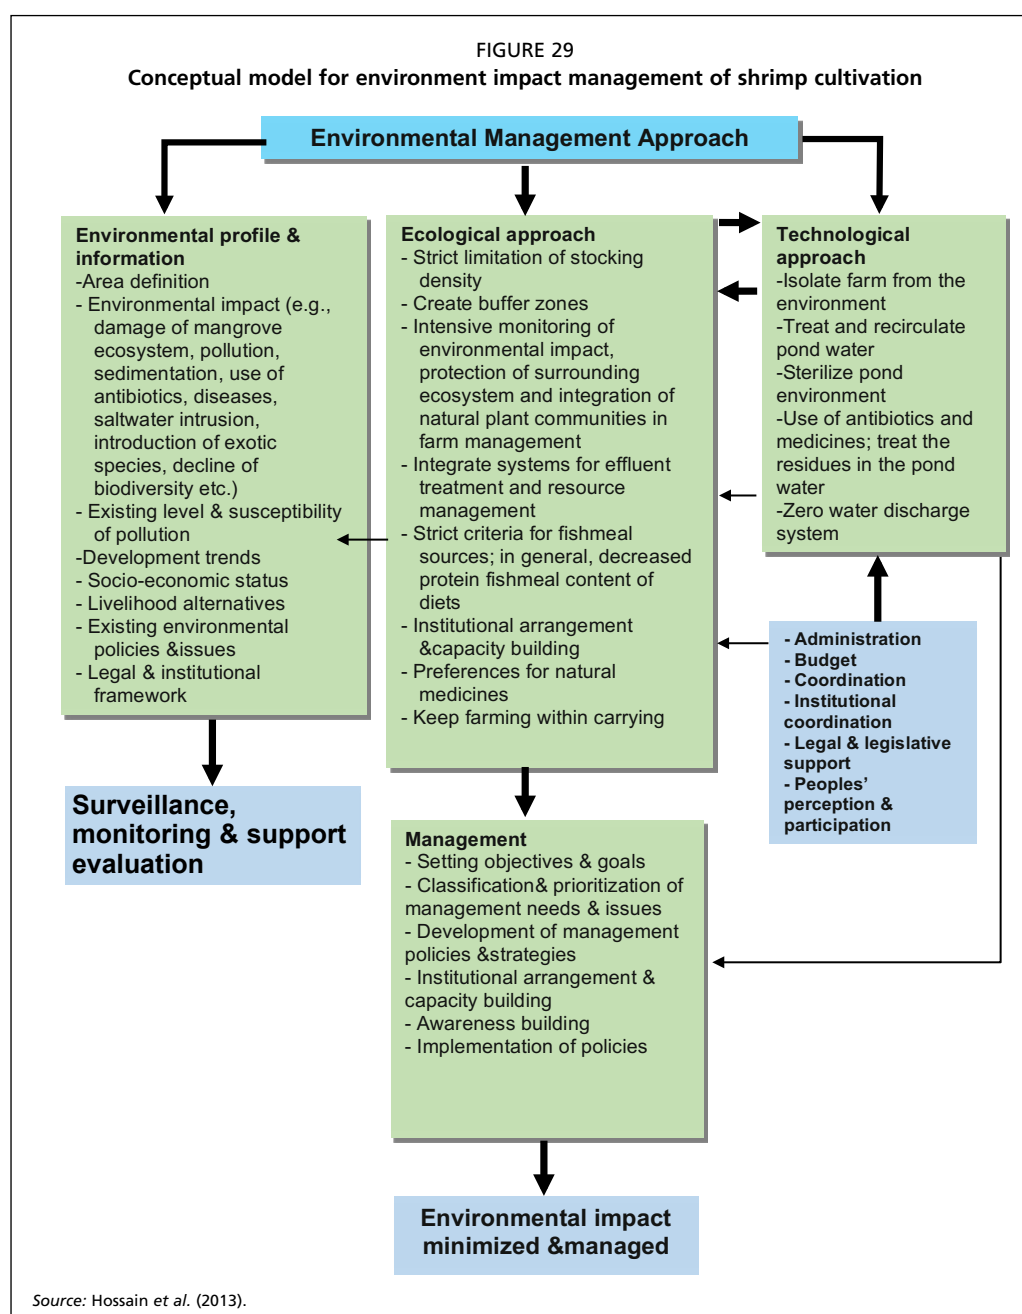 FIGURE 29
Conceptual model for environment impact management of shrimp cultivation
Environmental Management Approach
Environmental profile &
information
-Area definition
- Environmental impact (e.g.,
damage of mangrove
ecosystem, pollution,
sedimentation, use of
antibiotics, diseases,
saltwater intrusion,
introduction of exotic
species, decline of
biodiversity etc.)
- Existing level & susceptibility
of pollution
-Development trends
- Socio-economic status
- Livelihood alternatives
- Existing environmental
policies &issues
- Legal & institutional
framework
Ecological approach
- Strict limitation of stocking
density
- Create buffer zones
- Intensive monitoring of
environmental impact,
protection of surrounding
ecosystem and integration of
natural plant communities in
farm management
- Integrate systems for effluent
treatment and resource
management
- Strict criteria for fishmeal
sources; in general, decreased
protein fishmeal content of
diets
- Institutional arrangement
&capacity building
- Preferences for natural
medicines
- Keep farming within carrying
Technological
approach
-Isolate farm from the
environment
-Treat and recirculate
pond water
-Sterilize pond
environment
-Use of antibiotics and
medicines; treat the
residues in the pond
water
-Zero water discharge
system
- Administration
- Budget
- Coordination
- Institutional
coordination
- Legal & legislative
support
- Peoples'
perception &
participation
Surveillance,
monitoring & support
evaluation
Management
- Setting objectives & goals
- Classification& prioritization of
management needs & issues
- Development of management
policies &strategies
- Institutional arrangement &
capacity building
- Awareness building
- Implementation of policies
Environmental impact
minimized &managed
Source: Hossain et al. (2013).